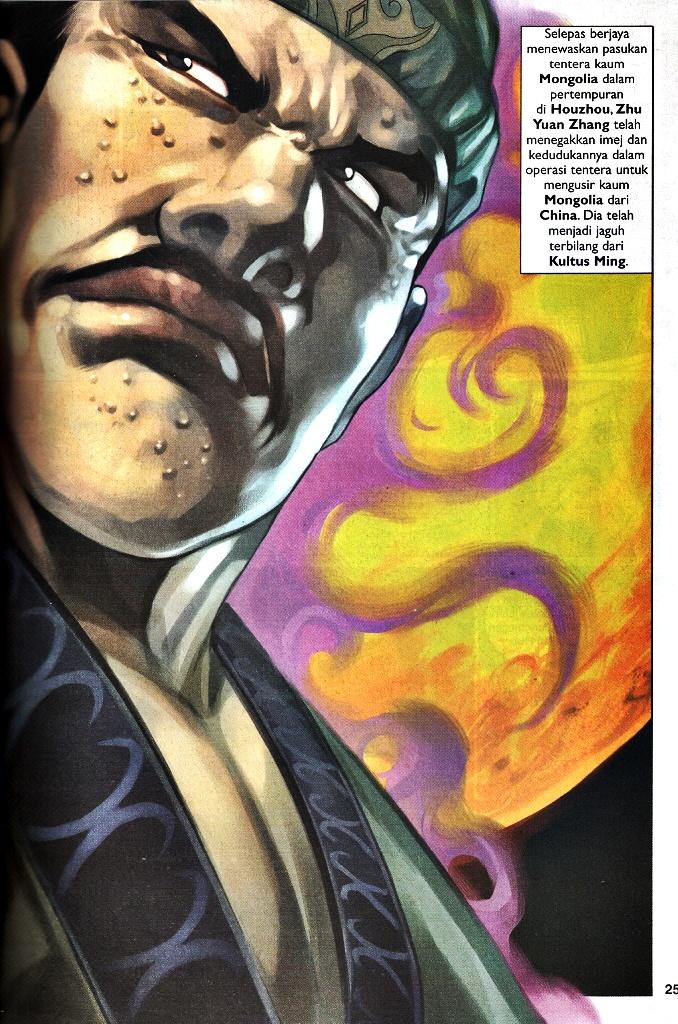 Selepas berjaya
menewaskan pasukan
tentera kaum
Mongolia dalam
pertempuran
di Houzhou, Zhu
Yuan Zhang telah
menegakkan imej dan
kedudukannya dalam
operasi tentera untuk
mengusir kaum
Mongolia dari
China. Dia telah
menjadi jaguh
terbilang dari
Kultus Ming.
25